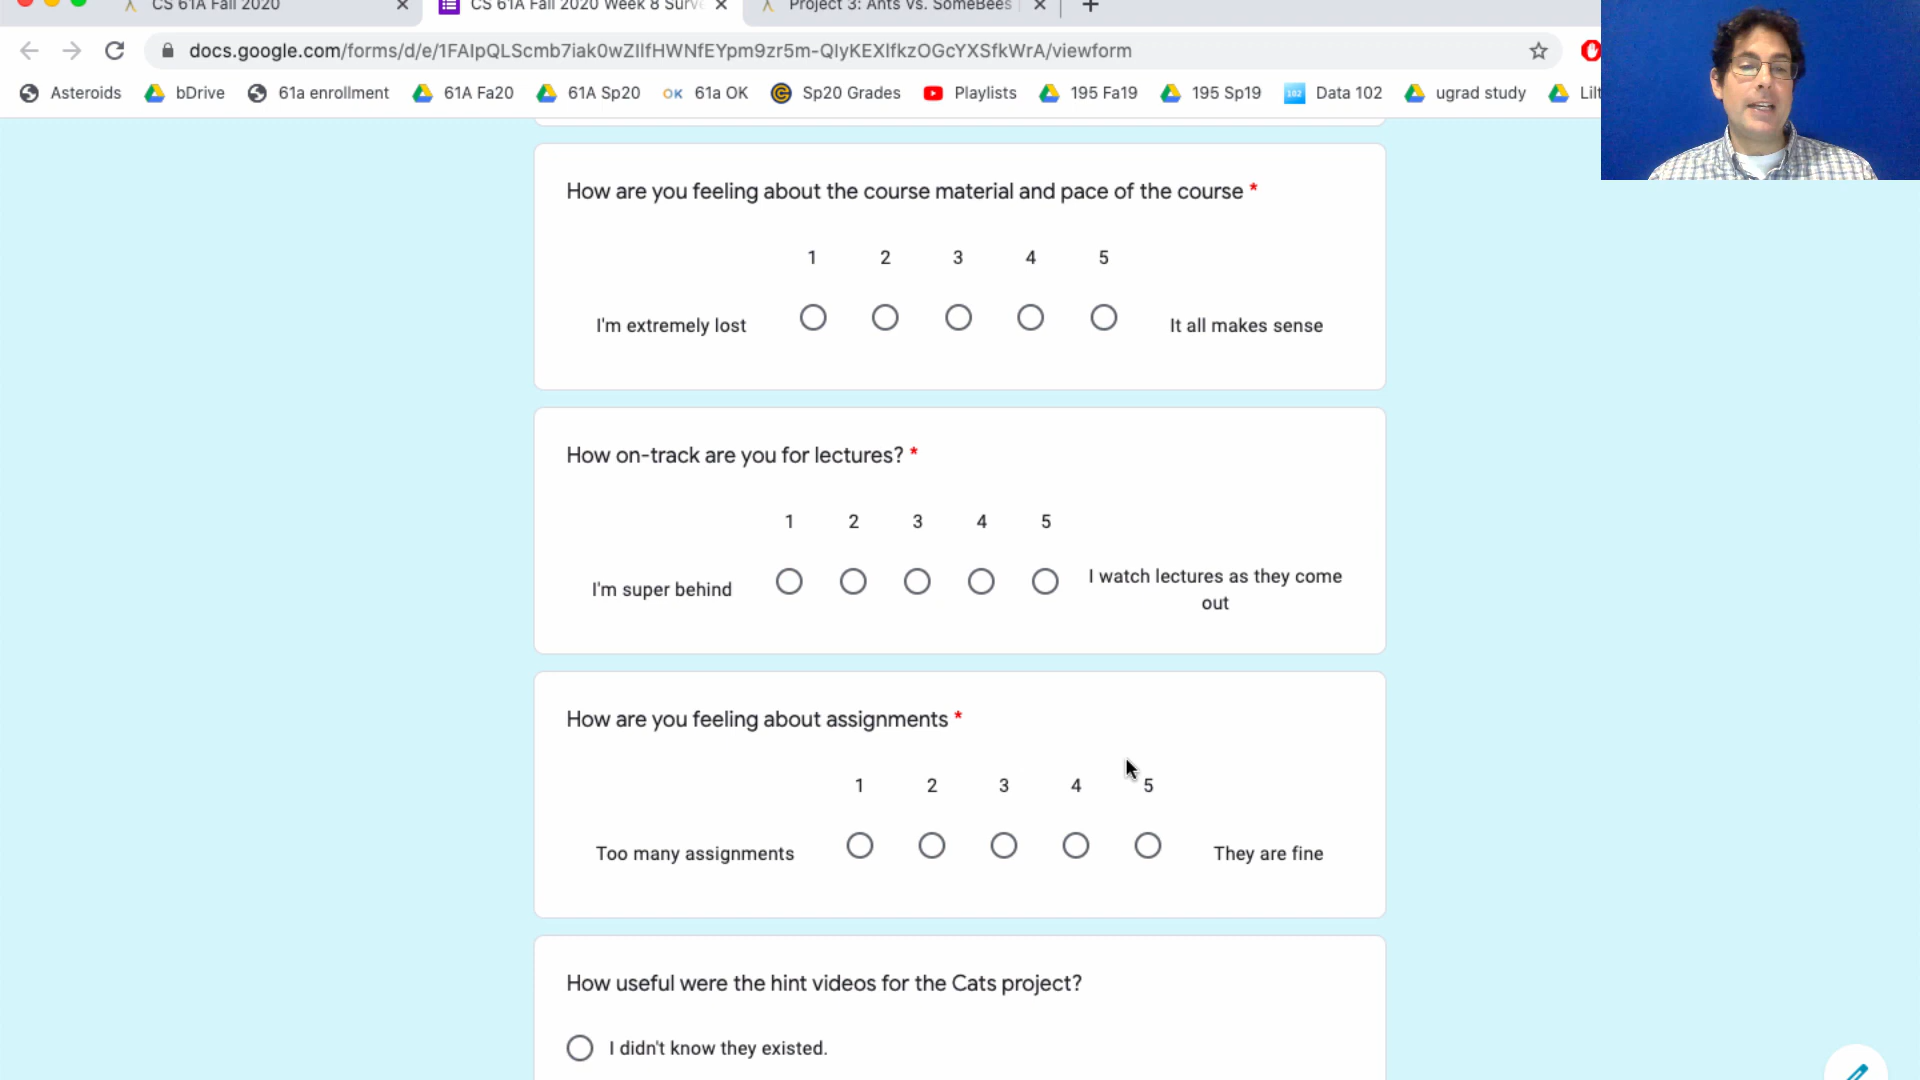 CS 61A Fall 2020
CS 61A Fall 2020 Week 8 Surv
Project 3: Ants Vs. SomeBees
docs.google.com/forms/d/e/1FAIpQLScmb7iak0wZIlfHWNfEYpm9zr5m-QlyKEXlfkzOGcYXSfkWrA/viewform
Asteroids bDrive 61a enrollment 61A Fa20 61A Sp20 OK 61a OK Sp20 Grades Playlists 195 Fa19 195 Sp19 102 Data 102 ugrad study Lilt
How are you feeling about the course material and pace of the course *
1 2 3 4 5
I'm extremely lost It all makes sense
How on-track are you for lectures? *
1 2 3 4 5
I'm super behind I watch lectures as they come out
How are you feeling about assignments *
1 2 3 4 5
Too many assignments They are fine
How useful were the hint videos for the Cats project?
I didn't know they existed.